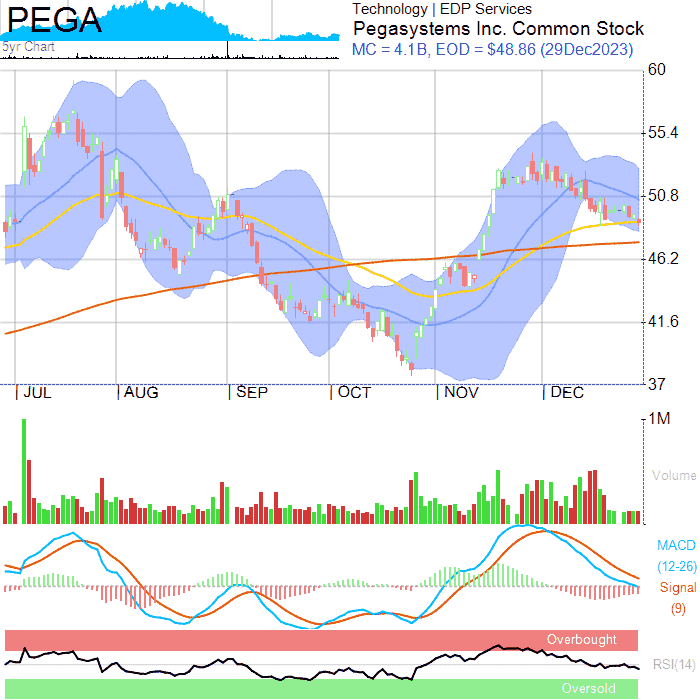 PEGA
5yr Chart
Technology | EDP Services
Pegasystems Inc. Common Stock
MC = 4.1B, EOD = $48.86 (29Dec2023)
60
55.4
50.8
46.2
41.6
37
JUL AUG SEP OCT NOV DEC
1M
Volume
MACD
(12-26)
Signal
(9)
Overbought
RSI(14)
Oversold